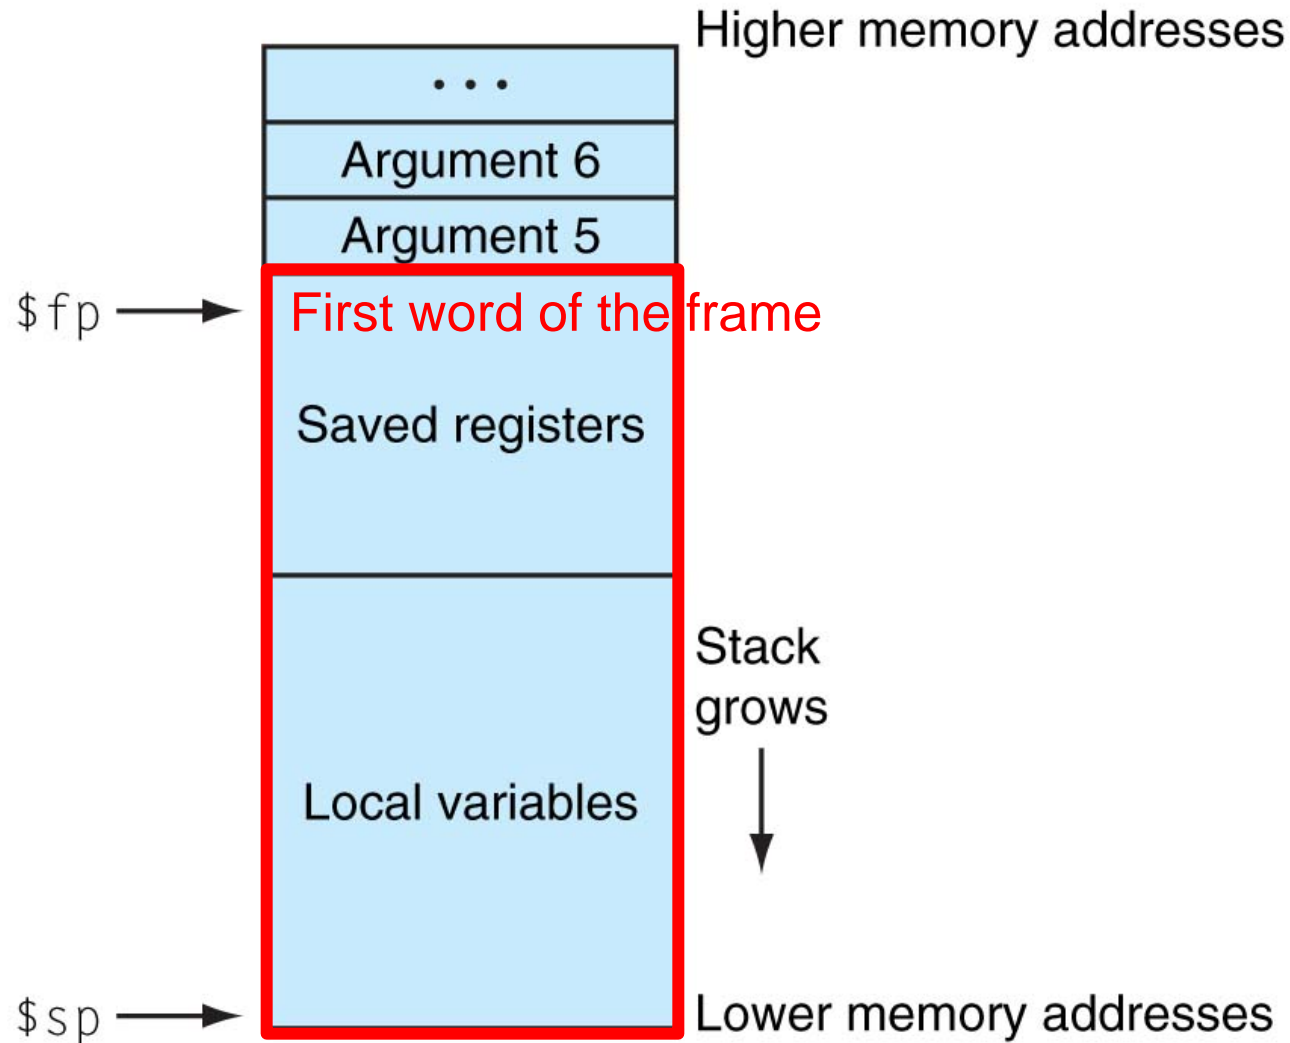 Higher memory addresses
• • •
Argument 6
Argument 5
$fp
First word of the frame
Saved registers
Stack
grows
Local variables
$sp
Lower memory addresses